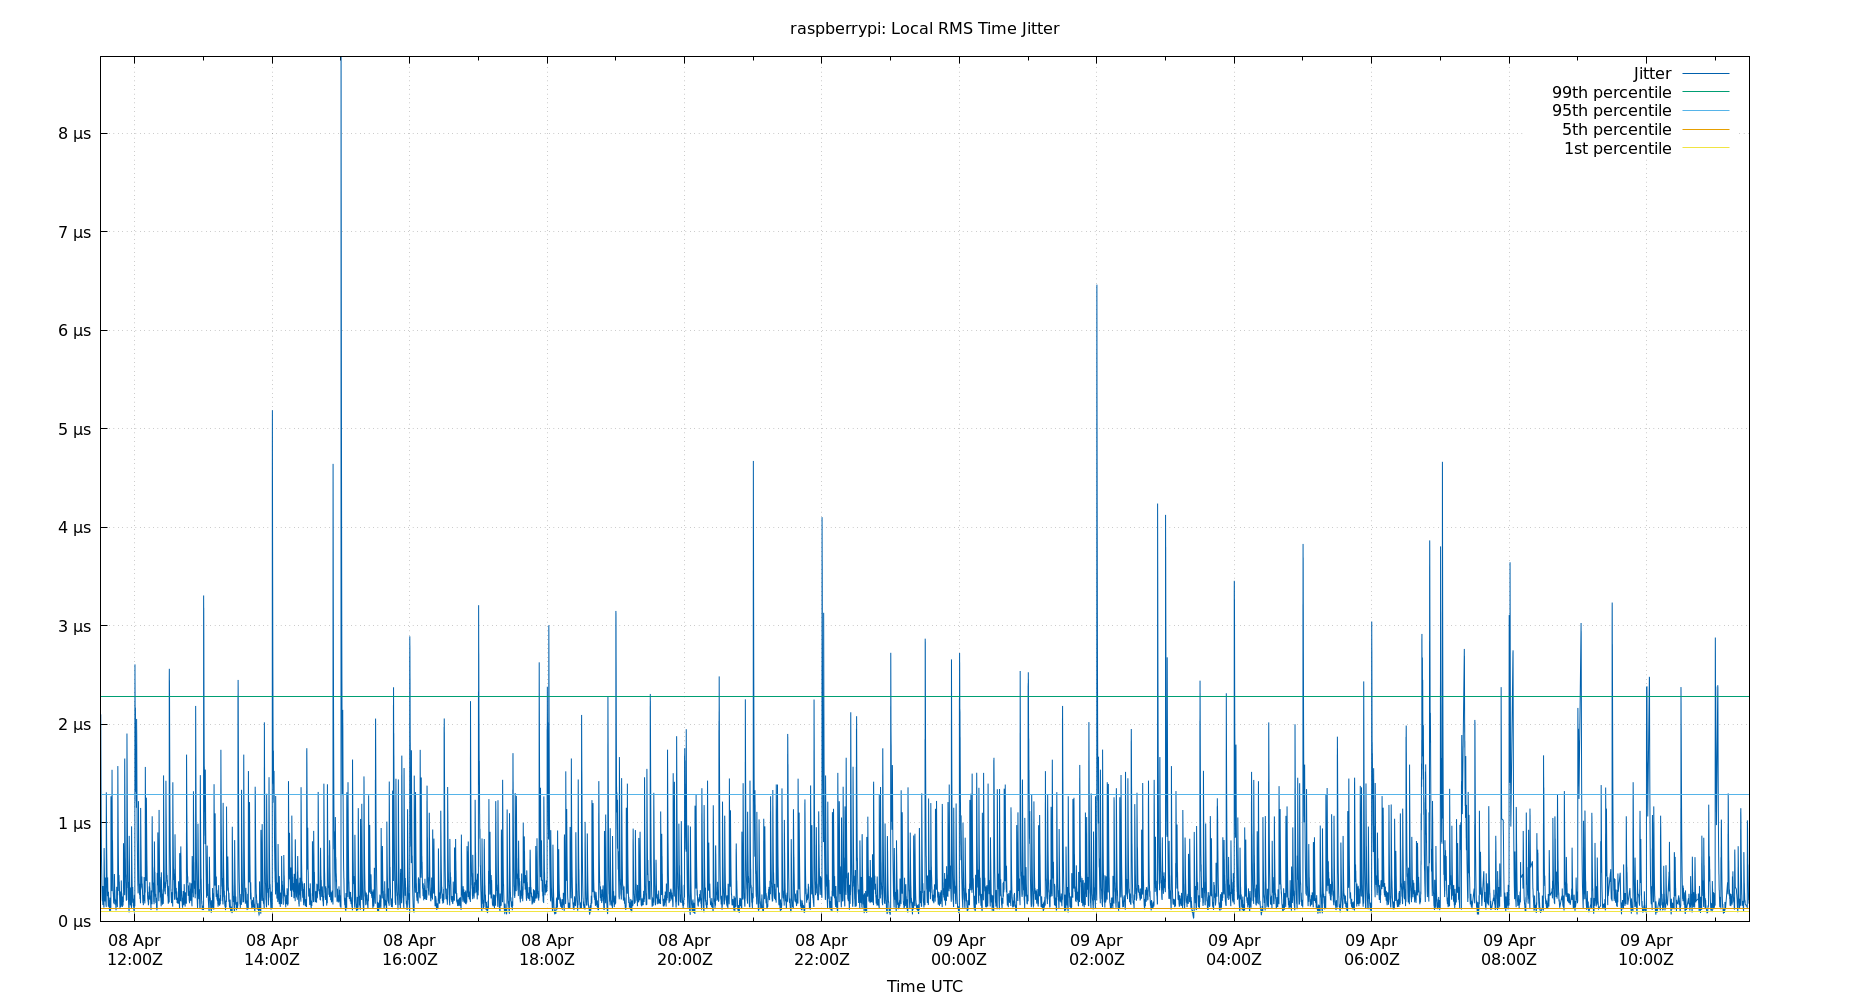 raspberrypi: Local RMS Time Jitter
Jitter
99th percentile
95th percentile
5th percentile
1st percentile
8 µs
7 µs
6 µs
5 µs
4 µs
3 µs
2 µs
1 µs
0 µs
08 Apr 08 Apr 08 Apr 08 Apr 08 Apr 08 Apr 09 Apr 09 Apr 09 Apr 09 Apr 09 Apr 09 Apr
12:00Z 14:00Z 16:00Z 18:00Z 20:00Z 22:00Z 00:00Z 02:00Z 04:00Z 06:00Z 08:00Z 10:00Z
Time UTC